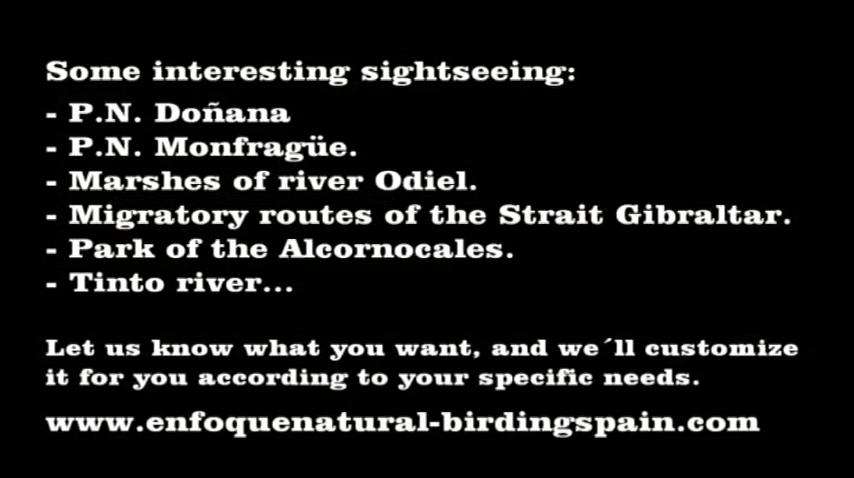 Some interesting sightseeing:
- P.N. Doñana
- P.N. Monfragüe.
- Marshes of river Odiel.
- Migratory routes of the Strait Gibraltar.
- Park of the Alcornocales.
- Tinto river...
Let us know what you want, and we´ll customize
it for you according to your specific needs.
www.enfoquenatural-birdingspain.com